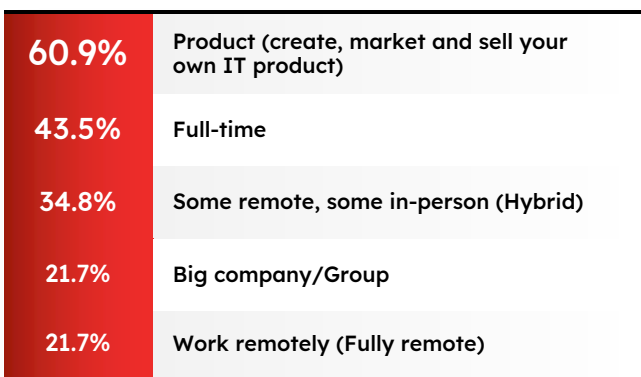 60.9%
Product (create, market and sell your
own IT product)
43.5%
Full-time
34.8%
Some remote, some in-person (Hybrid)
21.7%
Big company/Group
21.7%
Work remotely (Fully remote)